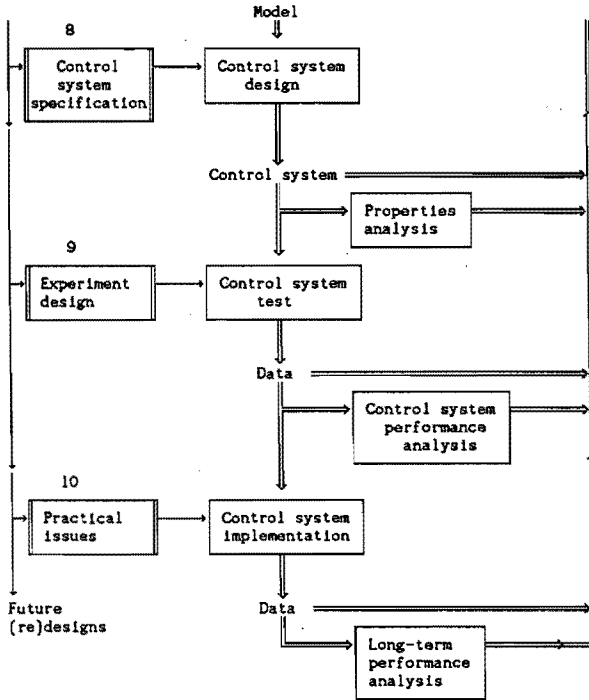 Model
8
Control
system
specification
Control system
design
Control system
Properties
analysis
9
Experiment
design
Control system
test
Data
Control system
performance
analysis
10
Practical
issues
Control system
implementation
Future
(re)designs
Data
Long-term
performance
analysis